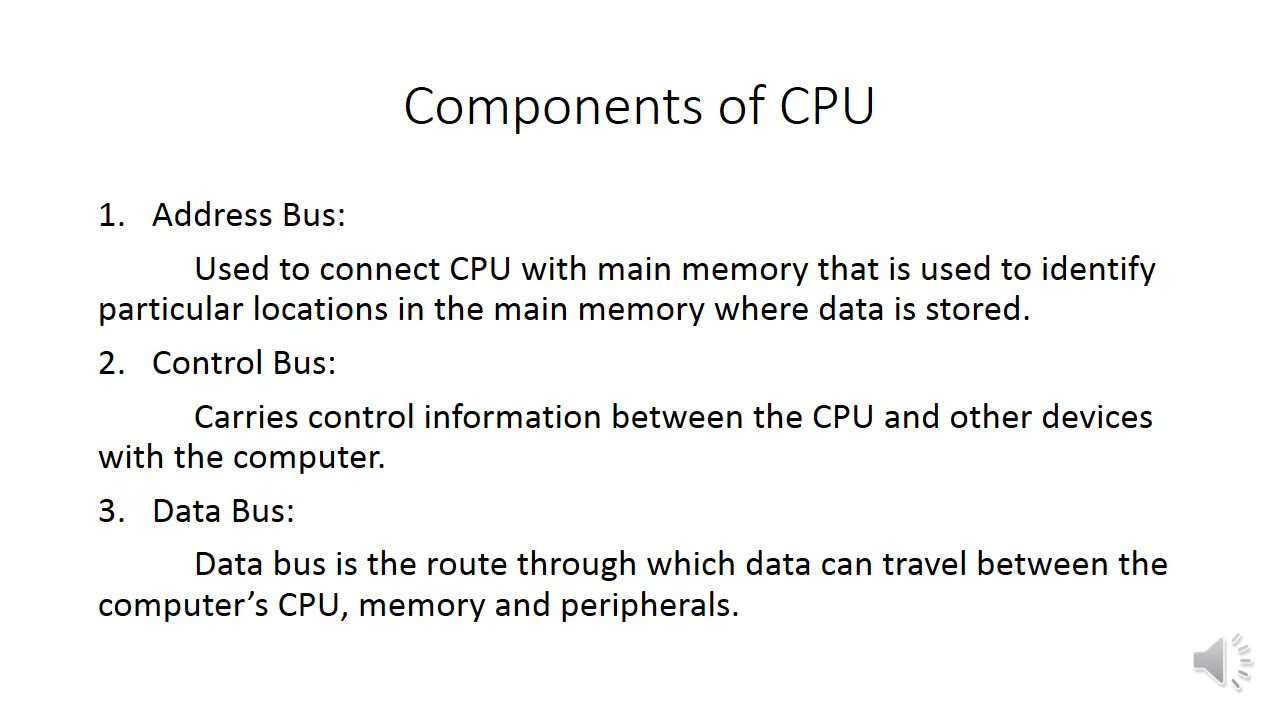 Components of CPU
1. Address Bus:
Used to connect CPU with main memory that is used to identify
particular locations in the main memory where data is stored.
2. Control Bus:
Carries control information between the CPU and other devices
with the computer.
3. Data Bus:
Data bus is the route through which data can travel between the
computer’s CPU, memory and peripherals.